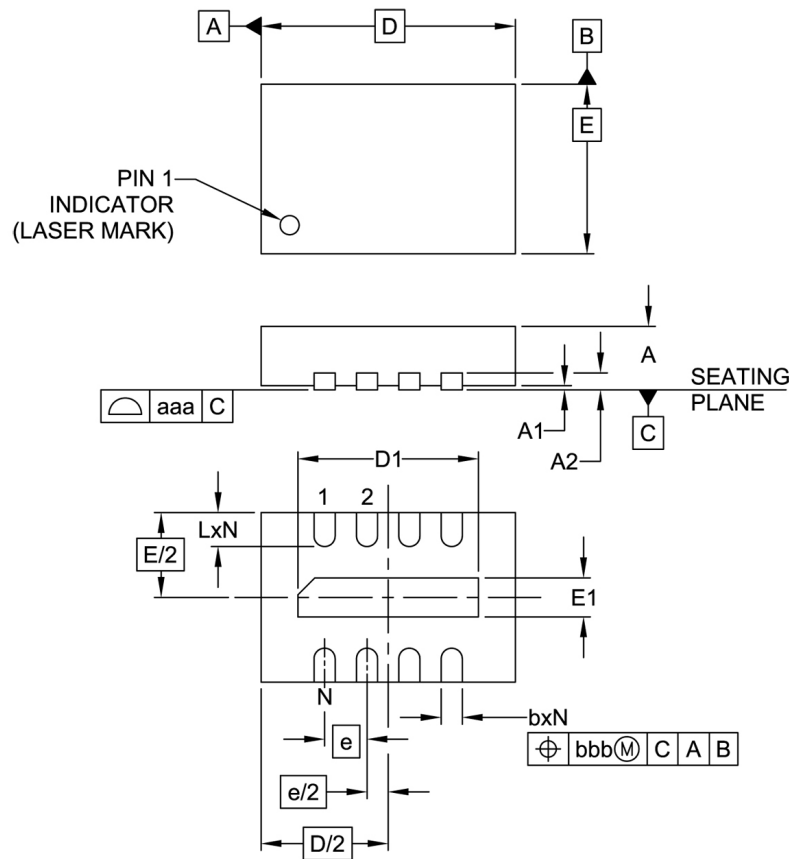 A
D
B
E
PIN 1
INDICATOR
(LASER MARK)
A
SEATING
PLANE
aaa C
A1
C
A2
D1
1 2
LxN
E/2
E1
N
bxN
e
bbbⓂ C A B
e/2
D/2